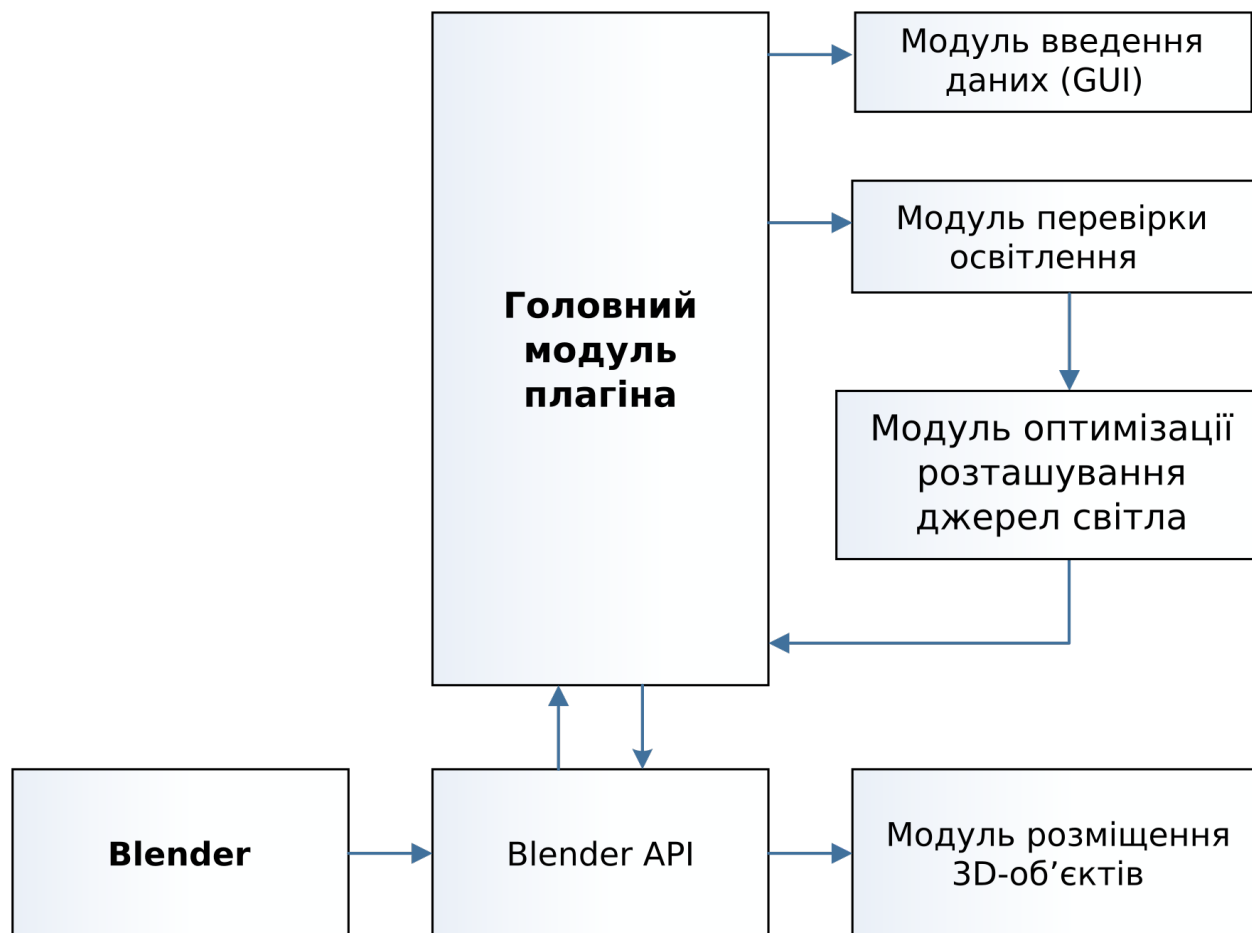 Модуль введення
даних (GUI)
Модуль перевірки
освітлення
Головний
модуль
плагіна
Модуль оптимізації
розташування
джерел світла
Blender
Blender API
Модуль розміщення
3D-об’єктів